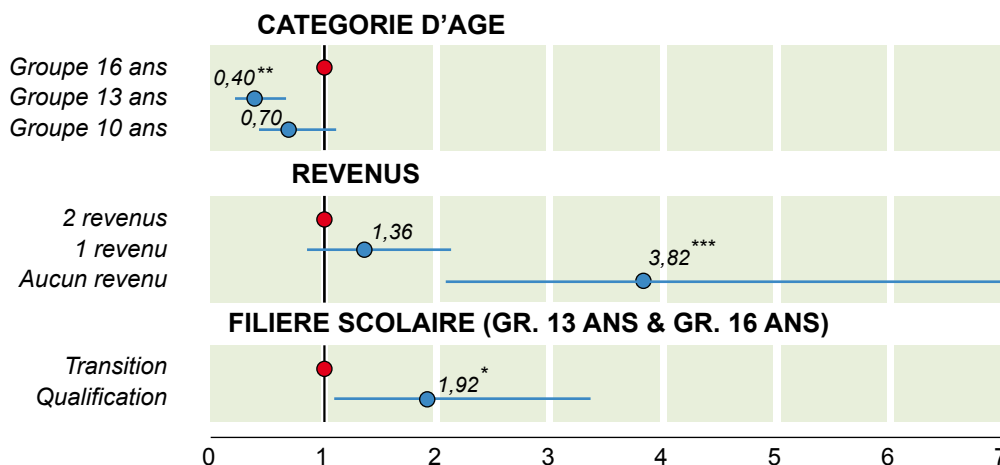 CATEGORIE D’AGE
Groupe 16 ans
Groupe 13 ans 0,40**
Groupe 10 ans 0,70
REVENUS
2 revenus
1 revenu 1,36
Aucun revenu 3,82***
FILIERE SCOLAIRE (GR. 13 ANS & GR. 16 ANS)
Transition
Qualification 1,92*
0 1 2 3 4 5 6 7